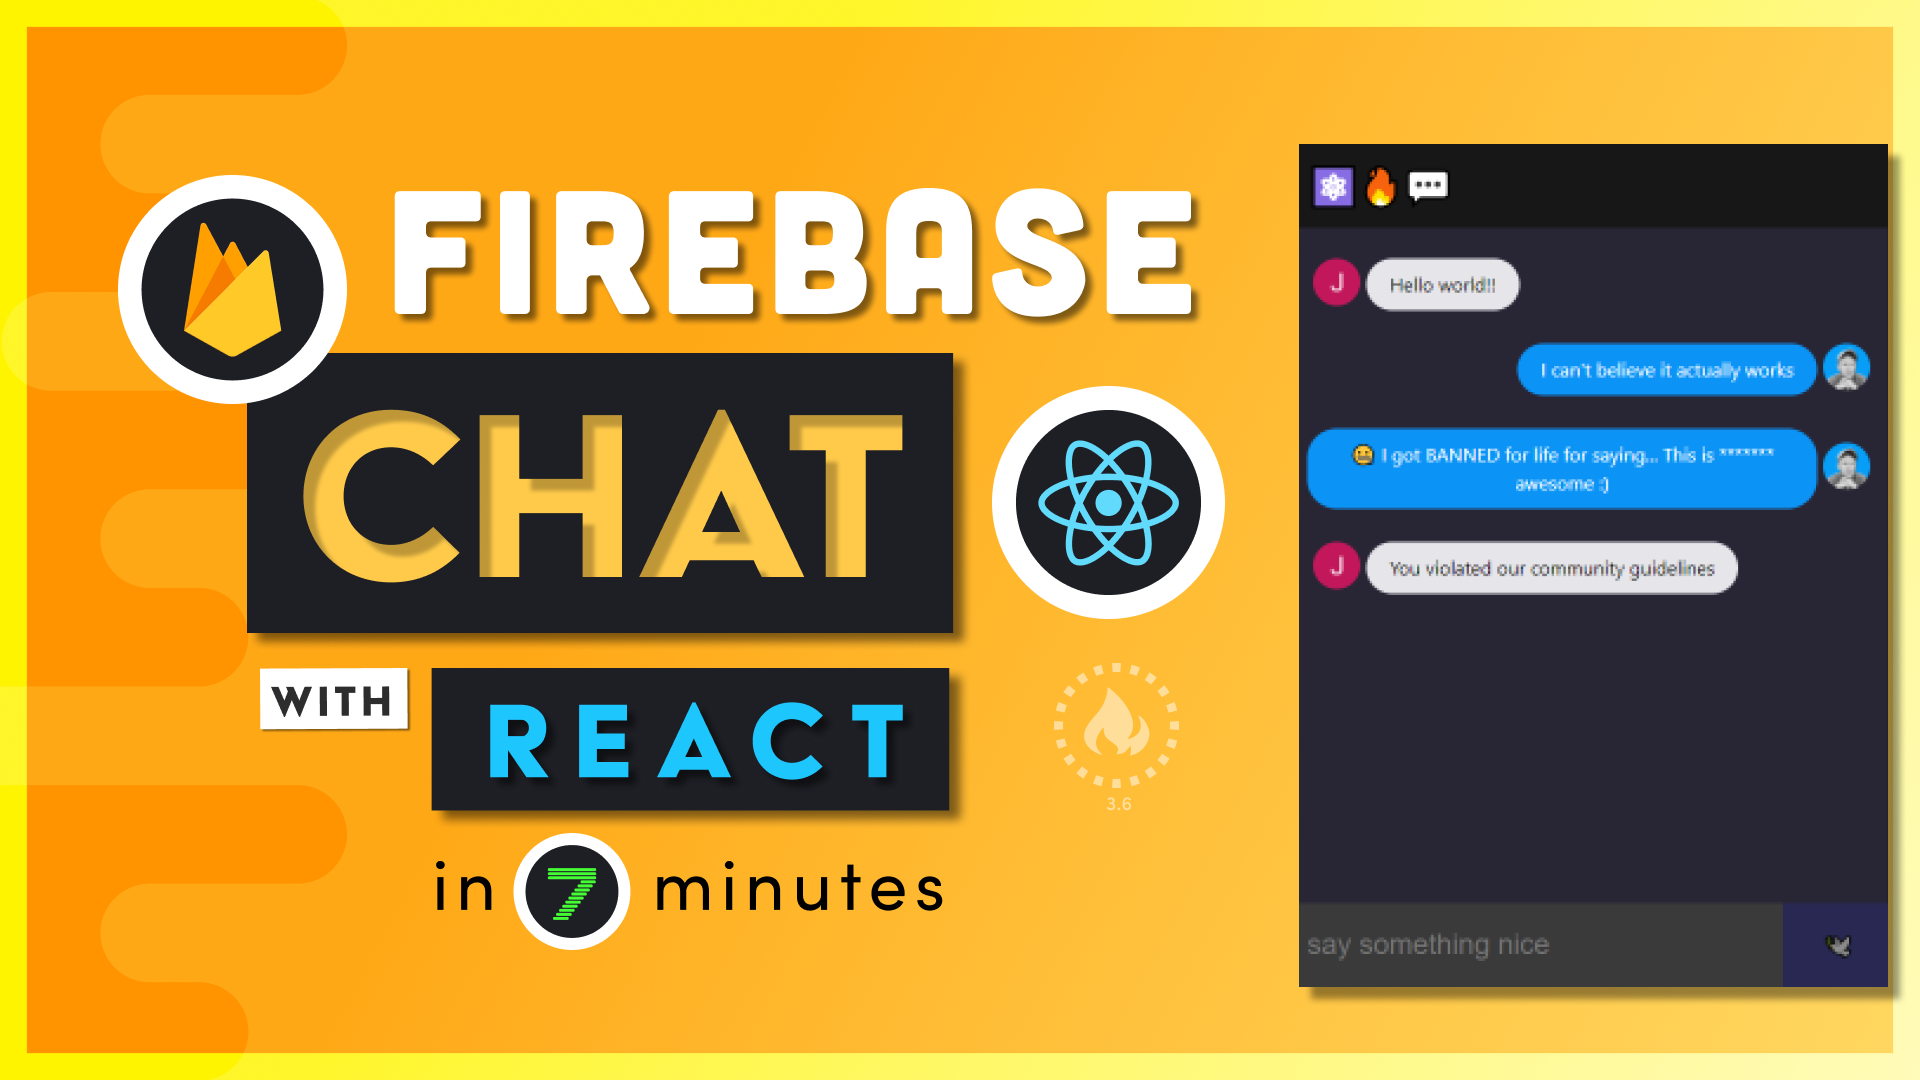 FIREBASE
CHAT
WITH
REACT
in 7 minutes
3.6
J
Hello world!!
I can't believe it actually works
😬 I got BANNED for life for saying... This is *******
awesome :)
J
You violated our community guidelines
say something nice